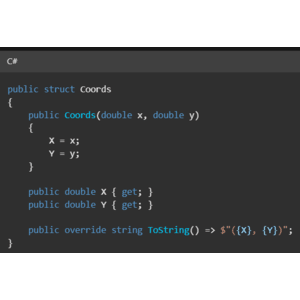 C#
public struct Coords
{
    public Coords(double x, double y)
    {
        X = x;
        Y = y;
    }
    public double X { get; }
    public double Y { get; }
    public override string ToString() => $"({X}, {Y})";
}